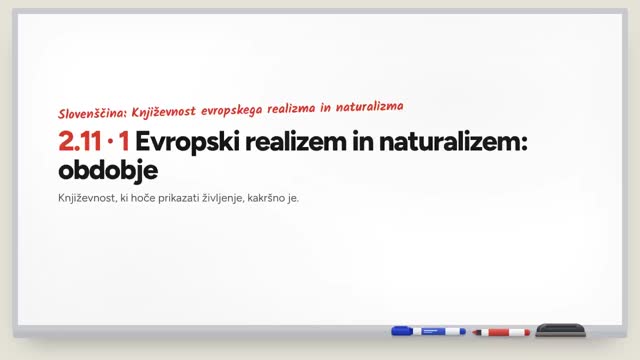 Slovenščina: Književnost evropskega realizma in naturalizma
2.11 · 1 Evropski realizem in naturalizem:
obdobje
Književnost, ki hoče prikazati življenje, kakršno je.